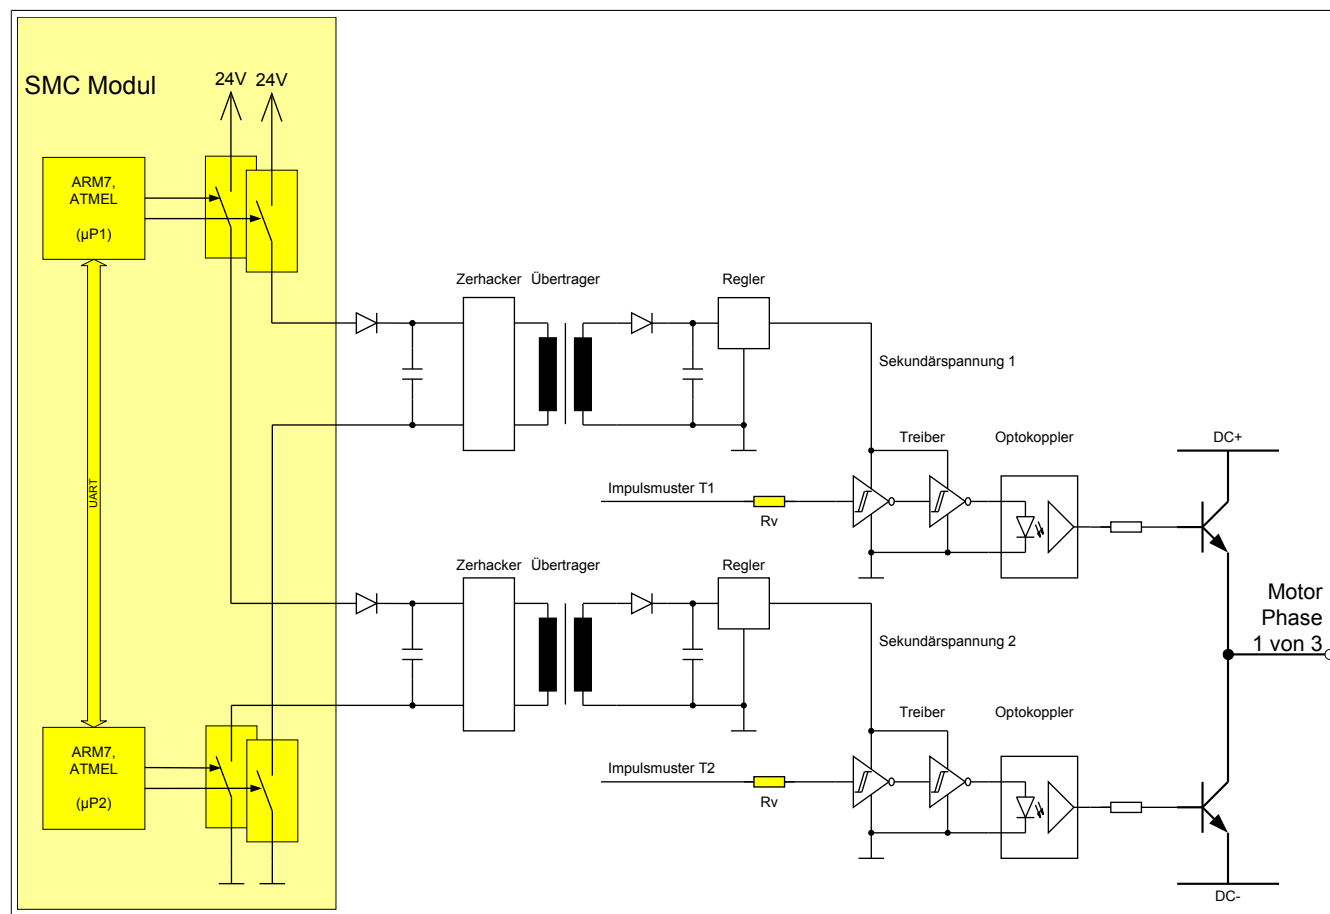 SMC Modul
24V
24V
ARM7,
ATMEL
(µP1)
UART
Zerhacker
Übertrager
Regler
Sekundärspannung 1
Treiber
Optokoppler
DC+
Impulsmuster T1
Rv
Zerhacker
Übertrager
Regler
Motor
Phase
1 von 3
Sekundärspannung 2
Treiber
Optokoppler
ARM7,
ATMEL
(µP2)
Impulsmuster T2
Rv
DC-